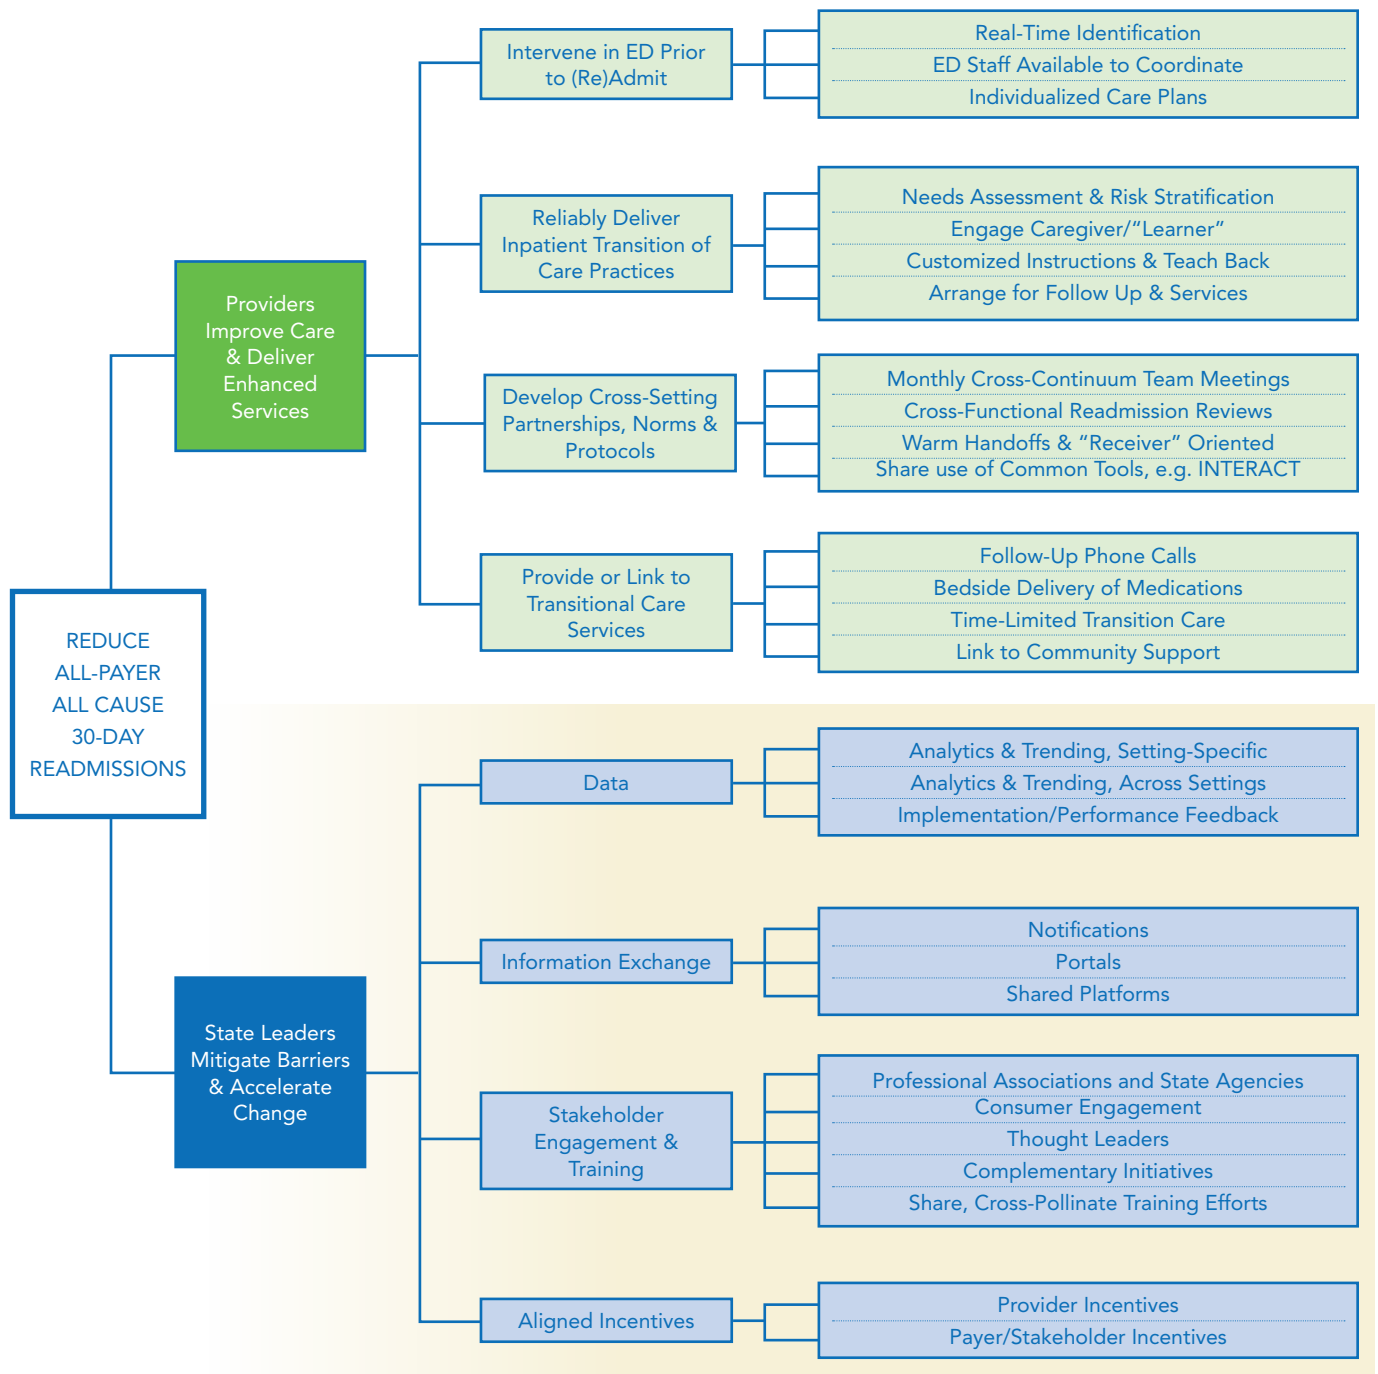 REDUCE
ALL-PAYER
ALL CAUSE
30-DAY
READMISSIONS
Providers
Improve Care
& Deliver
Enhanced
Services
Intervene in ED Prior
to (Re)Admit
Real-Time Identification
ED Staff Available to Coordinate
Individualized Care Plans
Reliably Deliver
Inpatient Transition of
Care Practices
Needs Assessment & Risk Stratification
Engage Caregiver/“Learner”
Customized Instructions & Teach Back
Arrange for Follow Up & Services
Develop Cross-Setting
Partnerships, Norms &
Protocols
Monthly Cross-Continuum Team Meetings
Cross-Functional Readmission Reviews
Warm Handoffs & “Receiver” Oriented
Share use of Common Tools, e.g. INTERACT
Provide or Link to
Transitional Care
Services
Follow-Up Phone Calls
Bedside Delivery of Medications
Time-Limited Transition Care
Link to Community Support
State Leaders
Mitigate Barriers
& Accelerate
Change
Data
Analytics & Trending, Setting-Specific
Analytics & Trending, Across Settings
Implementation/Performance Feedback
Information Exchange
Notifications
Portals
Shared Platforms
Stakeholder
Engagement &
Training
Professional Associations and State Agencies
Consumer Engagement
Thought Leaders
Complementary Initiatives
Share, Cross-Pollinate Training Efforts
Aligned Incentives
Provider Incentives
Payer/Stakeholder Incentives